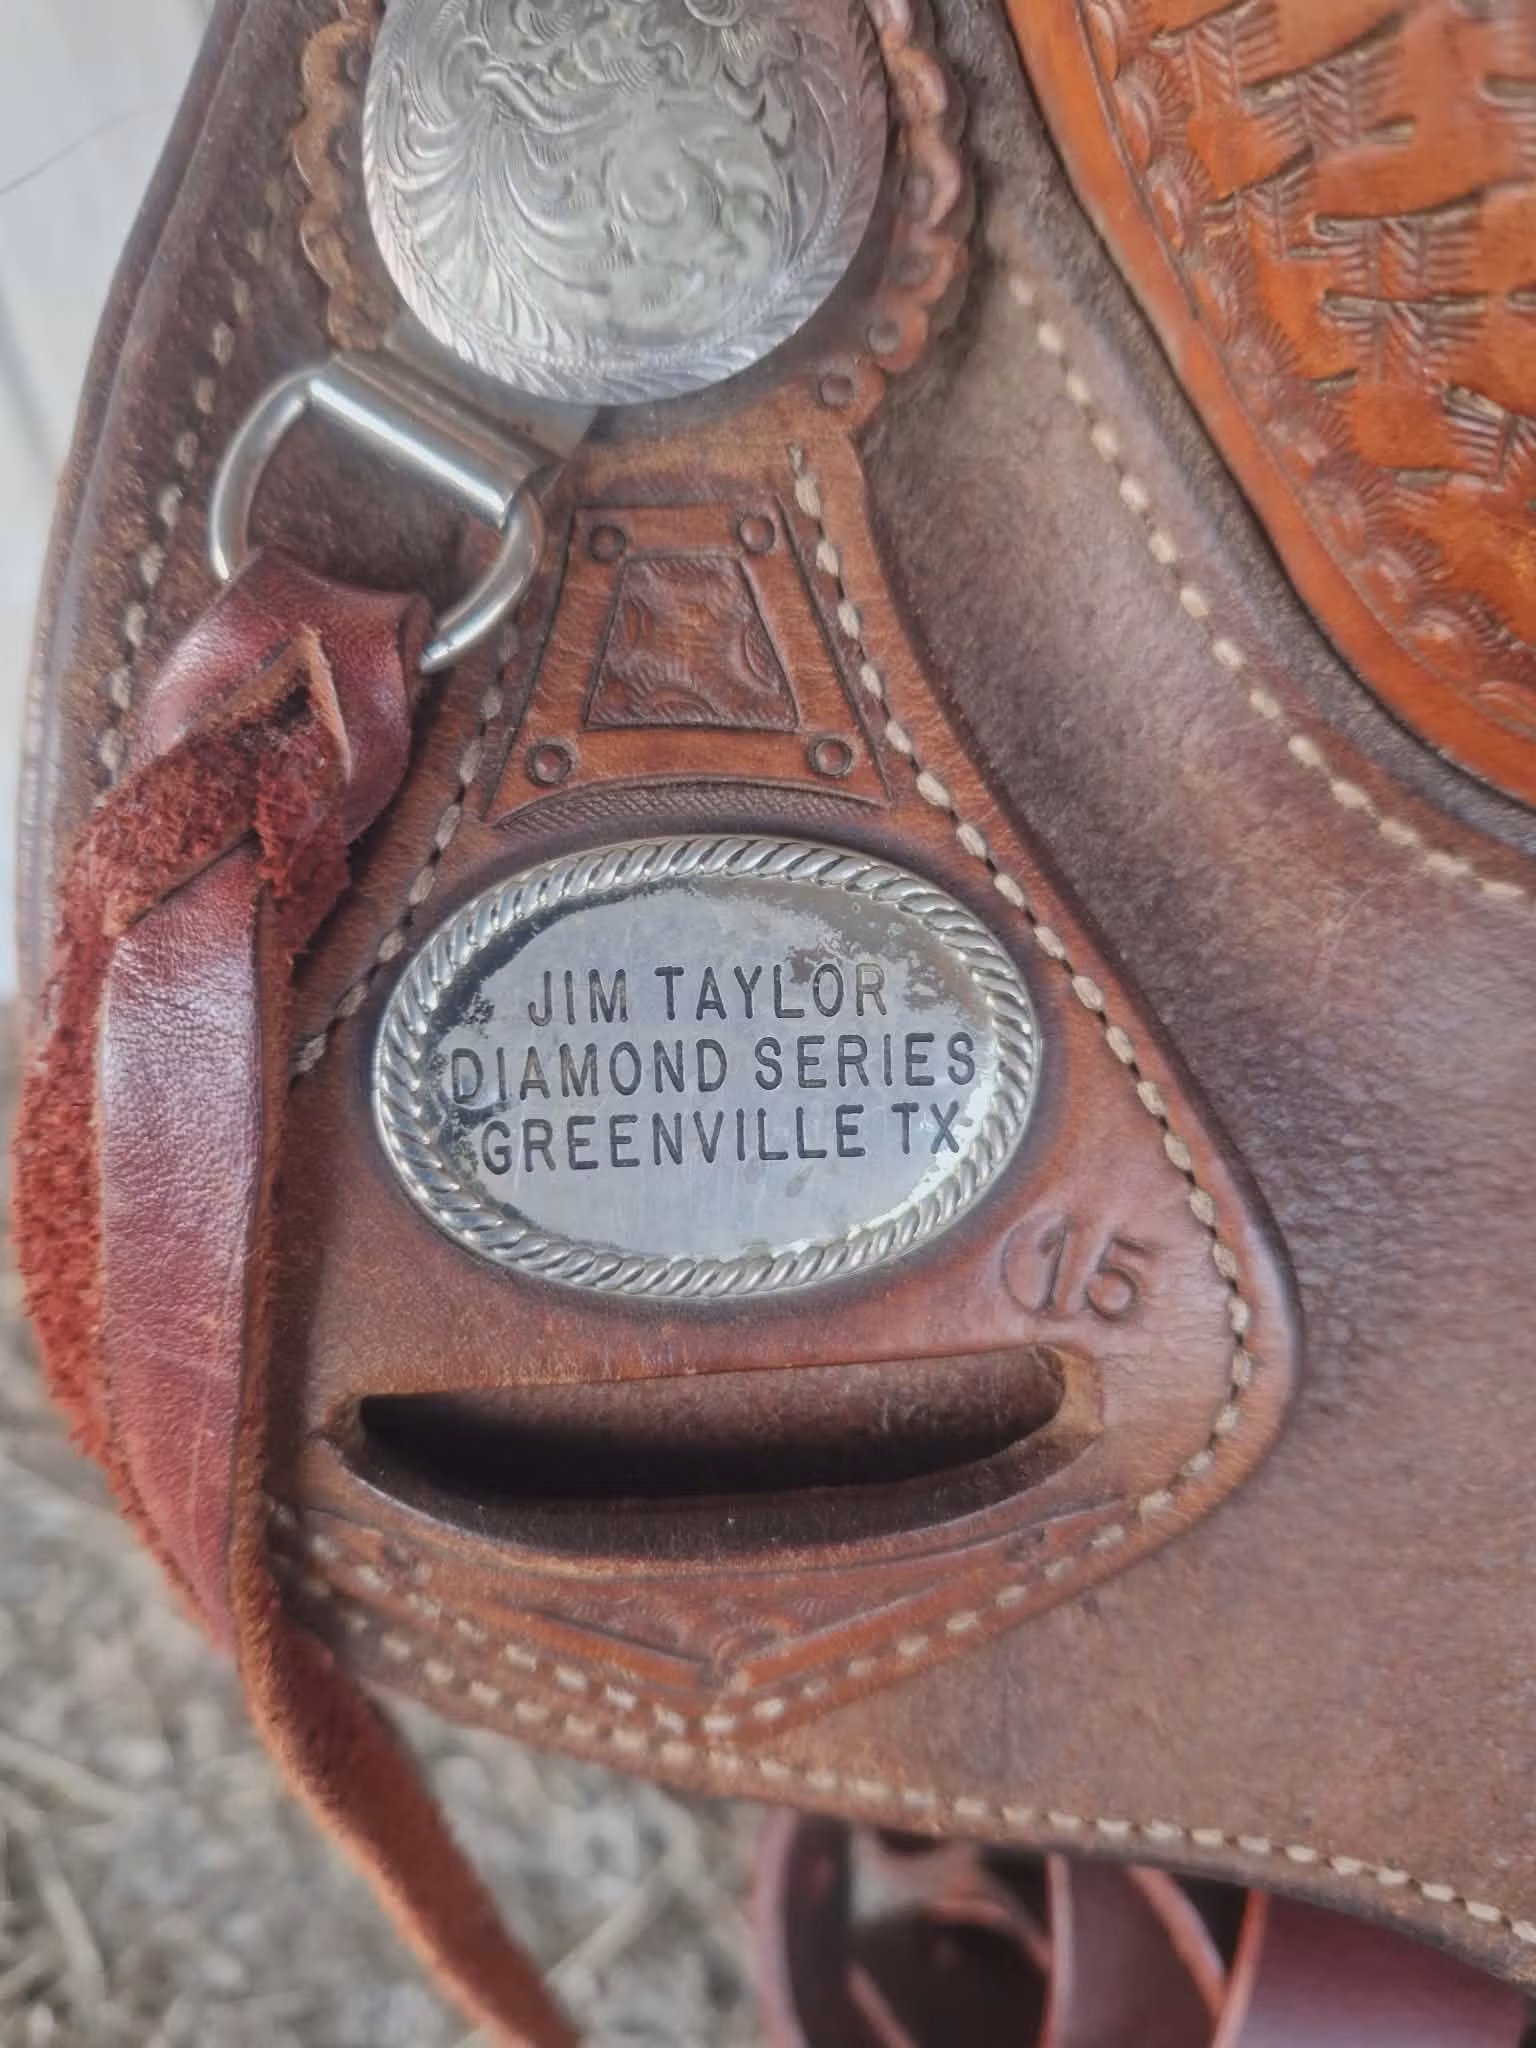 JIM TAYLOR
DIAMOND SERIES
GREENVILLE TX
15